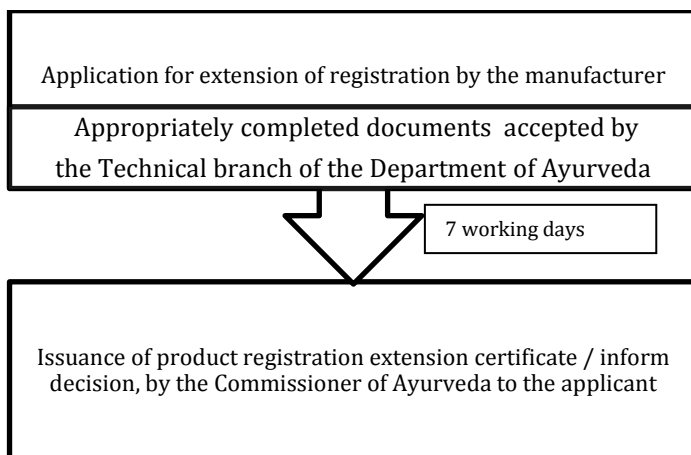 Application for extension of registration by the manufacturer
Appropriately completed documents accepted by
the Technical branch of the Department of Ayurveda
7 working days
Issuance of product registration extension certificate / inform
decision, by the Commissioner of Ayurveda to the applicant